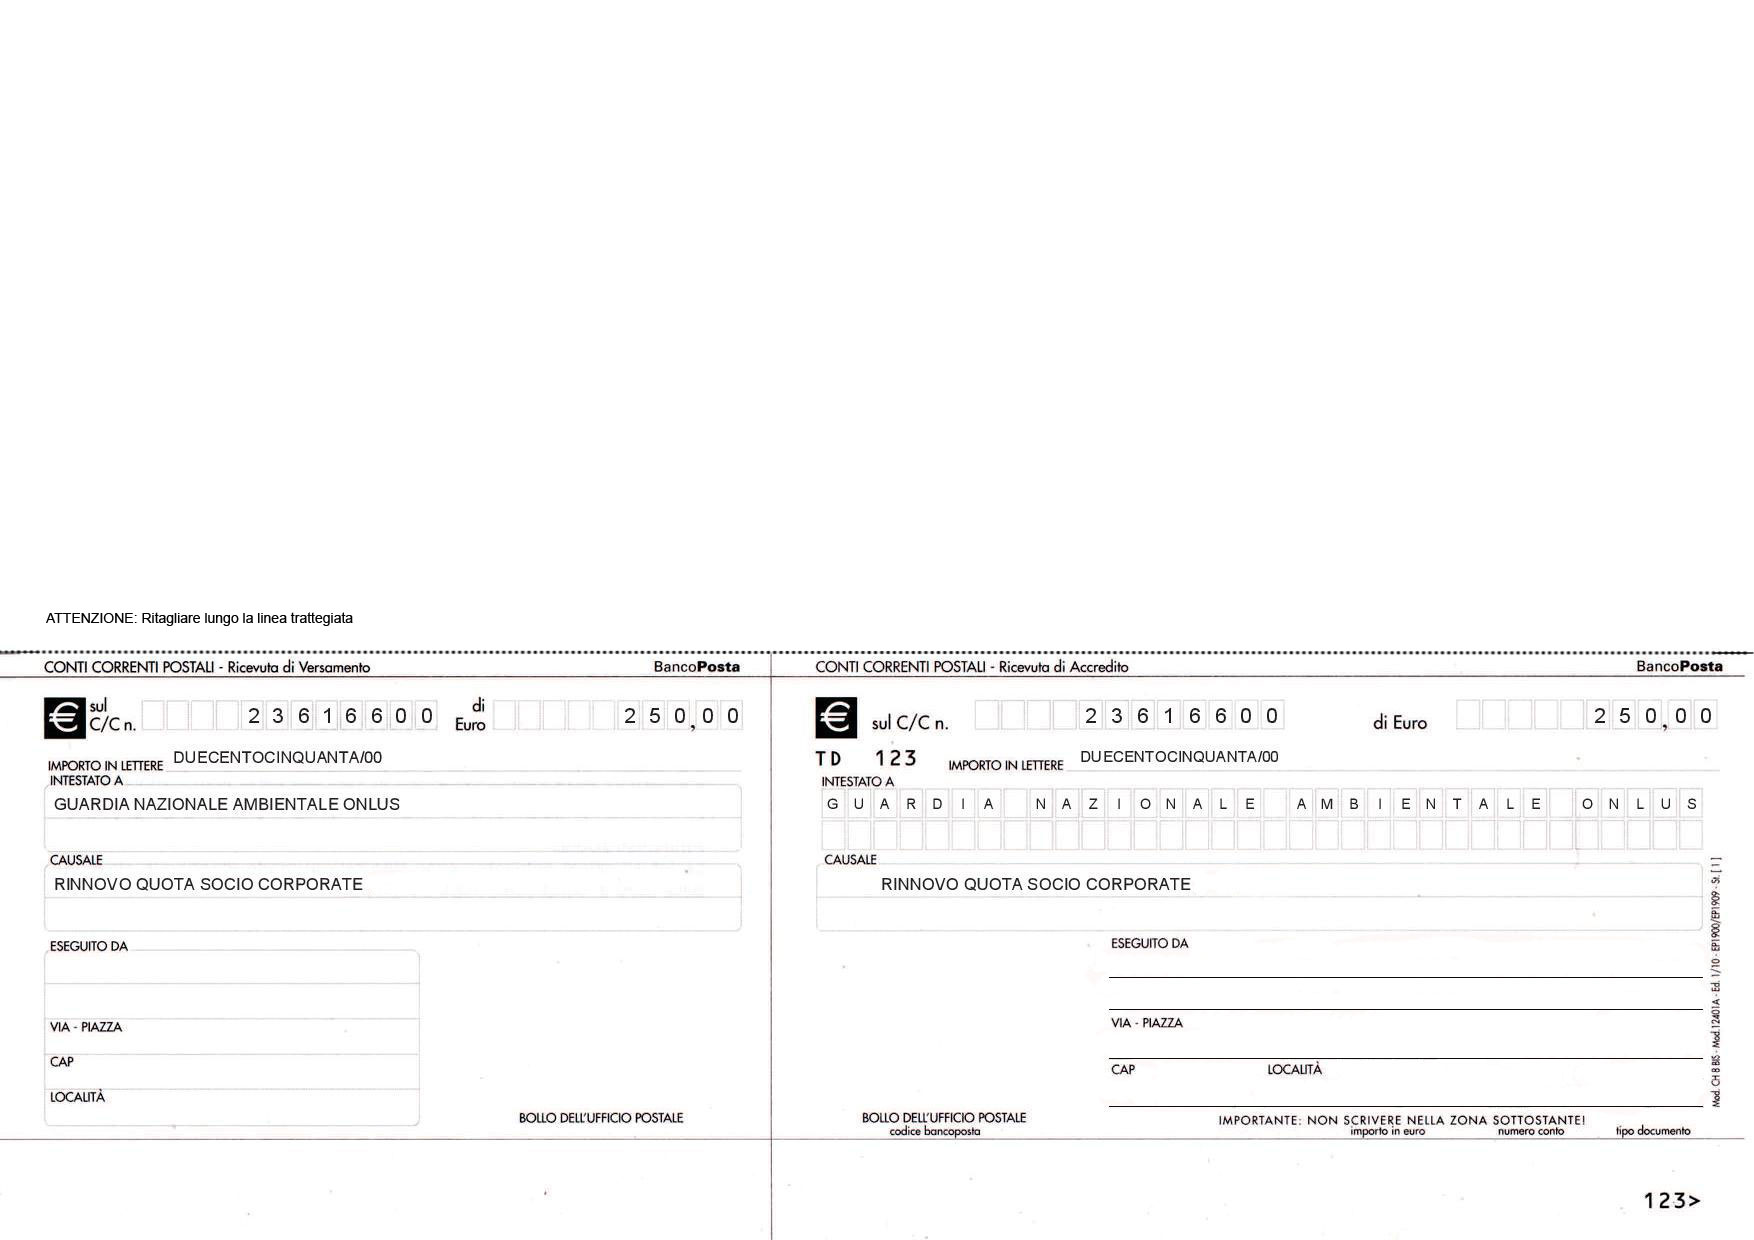 ATTENZIONE: Ritagliare lungo la linea trattegiata
CONTI CORRENTI POSTALI - Ricevuta di Versamento
BancoPosta
€ sul C/C n. 23616600 di Euro 250,00
IMPORTO IN LETTERE DUECENTOCINQUANTA/00
INTESTATO A
GUARDIA NAZIONALE AMBIENTALE ONLUS
CAUSALE
RINNOVO QUOTA SOCIO CORPORATE
ESEGUITO DA
VIA - PIAZZA
CAP
LOCALITÀ
BOLLO DELL'UFFICIO POSTALE
CONTI CORRENTI POSTALI - Ricevuta di Accredito
BancoPosta
€ sul C/C n. 23616600 di Euro 250,00
TD 123 IMPORTO IN LETTERE DUECENTOCINQUANTA/00
INTESTATO A
GUARDIA NAZIONALE AMBIENTALE ONLUS
CAUSALE
RINNOVO QUOTA SOCIO CORPORATE
ESEGUITO DA
VIA - PIAZZA
CAP LOCALITÀ
BOLLO DELL'UFFICIO POSTALE
codice bancoposta
IMPORTANTE: NON SCRIVERE NELLA ZONA SOTTOSTANTE!
importo in euro numero conto tipo documento
Mod. CH 8 BIS - Mod. 12401A - Ed. 1/10 - EP1900/EP1909 - St. [1]
123>